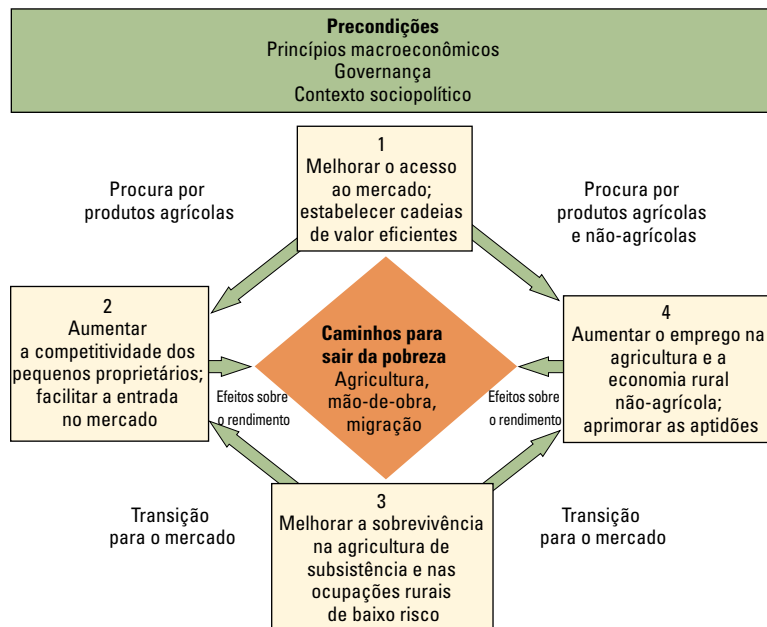 Precondições
Princípios macroeconômicos
Governança
Contexto sociopolítico
1
Melhorar o acesso
ao mercado;
estabelecer cadeias
de valor eficientes
Procura por
produtos agrícolas
Procura por
produtos agrícolas
e não-agrícolas
2
Aumentar
a competitividade dos
pequenos proprietários;
facilitar a entrada
no mercado
Efeitos sobre
o rendimento
Caminhos para
sair da pobreza
Agricultura,
mão-de-obra,
migração
Efeitos sobre
o rendimento
4
Aumentar o emprego na
agricultura e a
economia rural
não-agrícola;
aprimorar as aptidões
Transição
para o mercado
3
Melhorar a sobrevivência
na agricultura de
subsistência e nas
ocupações rurais
de baixo risco
Transição
para o mercado